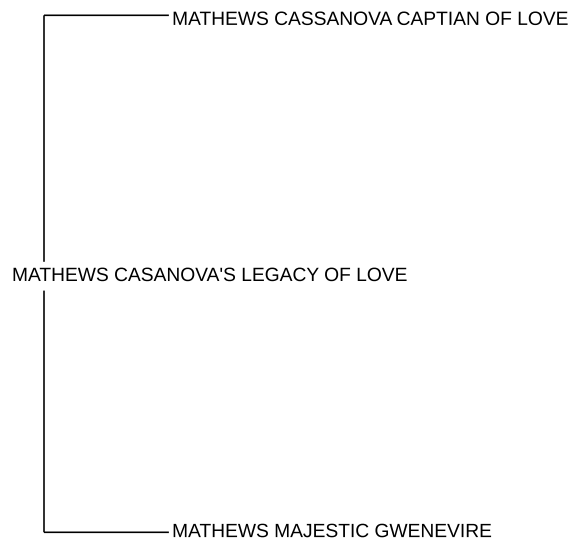 MATHEWS CASSANOVA CAPTIAN OF LOVE
MATHEWS CASANOVA'S LEGACY OF LOVE
MATHEWS MAJESTIC GWENEVIRE